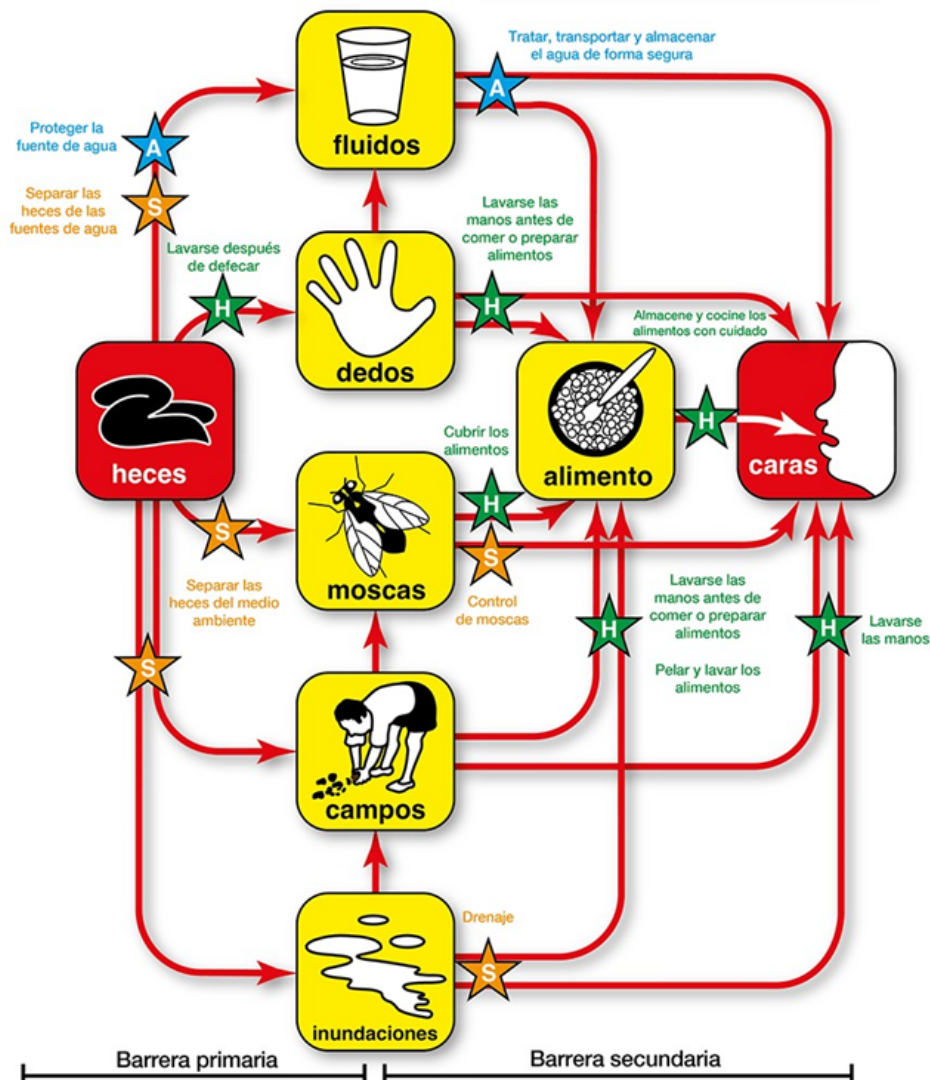 Tratar, transportar y almacenar
el agua de forma segura
A
fluidos
Proteger la
fuente de agua
A
Separar las
heces de las
fuentes de agua
S
Lavarse después
de defecar
H
Lavarse las
manos antes de
comer o preparar
alimentos
H
dedos
Almacene y cocine los
alimentos con cuidado
heces
Cubrir los
alimentos
H
alimento
H
caras
S
moscas
S
Separar las
heces del medio
ambiente
Control
de moscas
S
H
Lavarse las
manos antes de
comer o preparar
alimentos
Pelar y lavar los
alimentos
H
Lavarse
las manos
campos
Drenaje
S
inundaciones
Barrera primaria
Barrera secundaria